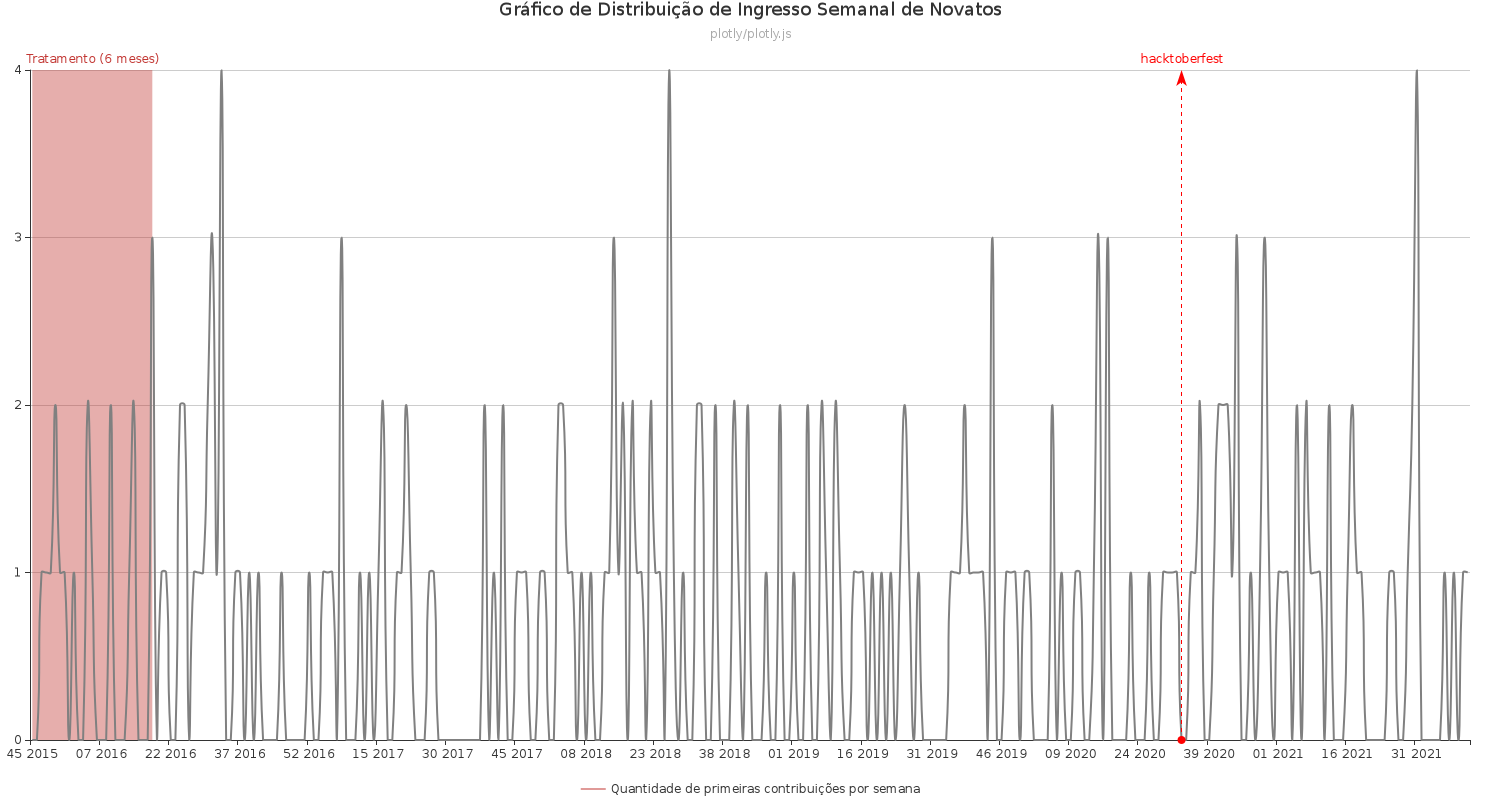 Gráfico de Distribuição de Ingresso Semanal de Novatos
plotly/plotly.js
Tratamento (6 meses)
hacktoberfest
4
3
2
1
0
45 2015 07 2016 22 2016 37 2016 52 2016 15 2017 30 2017 45 2017 08 2018 23 2018 38 2018 01 2019 16 2019 31 2019 46 2019 09 2020 24 2020 39 2020 01 2021 16 2021 31 2021
Quantidade de primeiras contribuições por semana